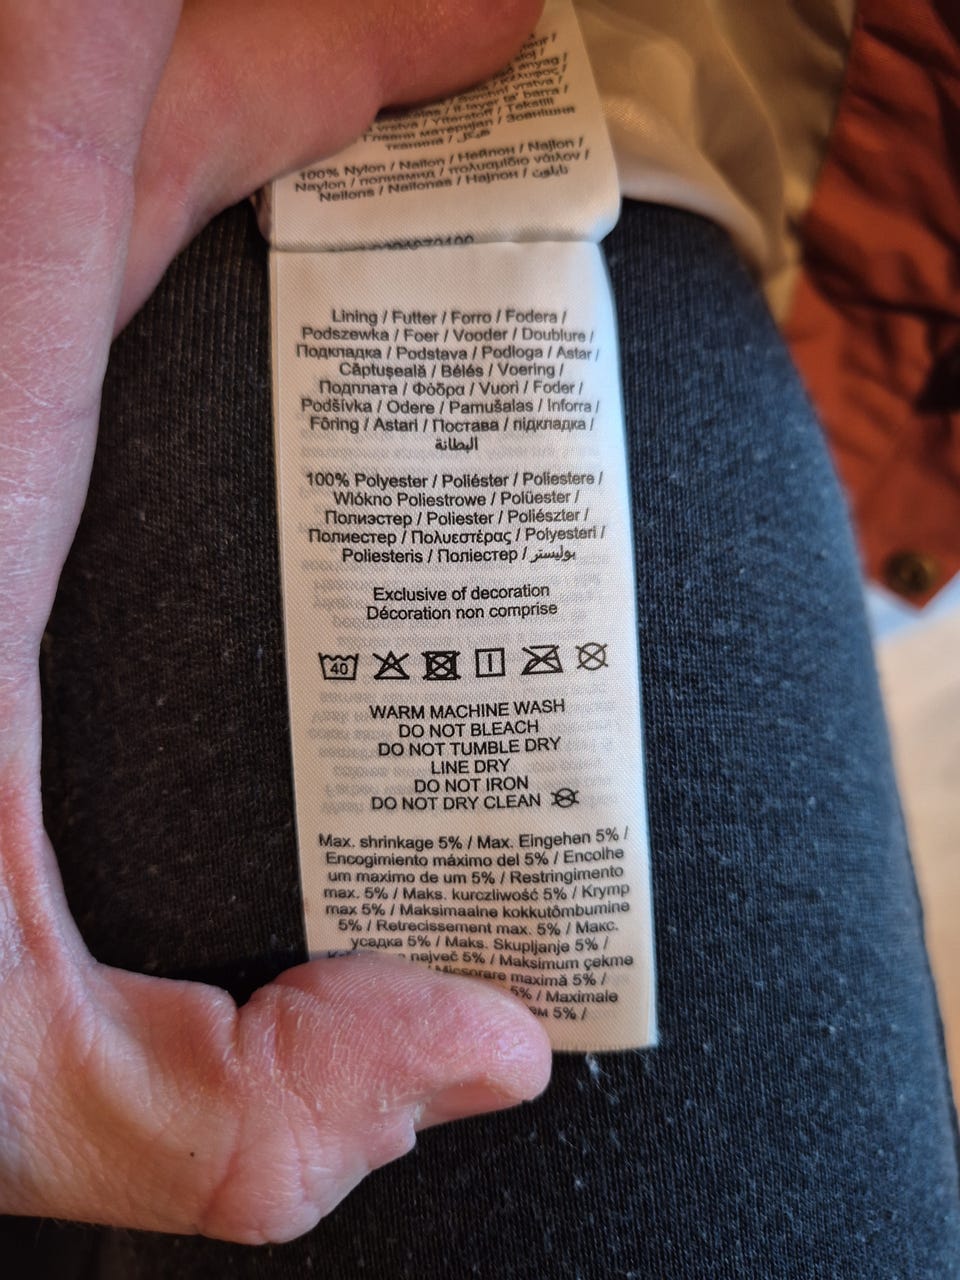 anyag /
100% Nylon / Nailon / Нейлон / Najlon /
Naylon / полиамид / πολυαμίδιο νάιλον /
Neilons / Nailonas / Најлон / نايلون
Lining / Futter / Forro / Fodera /
Podszewka / Foer / Vooder / Doublure /
Подкладка / Podstava / Podloga / Astar /
Căptușeală / Bélés / Voering /
Подплата / Φόδρα / Vuori / Foder /
Podšívka / Odere / Pamušalas / Inforra /
Fôring / Astari / Постава / підкладка /
البطانة
100% Polyester / Poliéster / Poliestere /
Wlókno Poliestrowe / Polüester /
Полиэстер / Poliester / Poliészter /
Полиестер / Πολυεστέρας / Polyesteri /
Poliesteris / Поліестер / بوليستر
Exclusive of decoration
Décoration non comprise
40
WARM MACHINE WASH
DO NOT BLEACH
DO NOT TUMBLE DRY
LINE DRY
DO NOT IRON
DO NOT DRY CLEAN
Max. shrinkage 5% / Max. Eingehen 5% /
Encogimiento máximo del 5% / Encolhe
um maximo de um 5% / Restringimento
max. 5% / Maks. kurczliwość 5% / Krymp
max 5% / Maksimaalne kokkutõmbumine
5% / Retrecissement max. 5% / Макс.
усадка 5% / Maks. Skupljanje 5% /
največ 5% / Maksimum çekme
/ Micsorare maximă 5% /
5% / Maximale
5% /